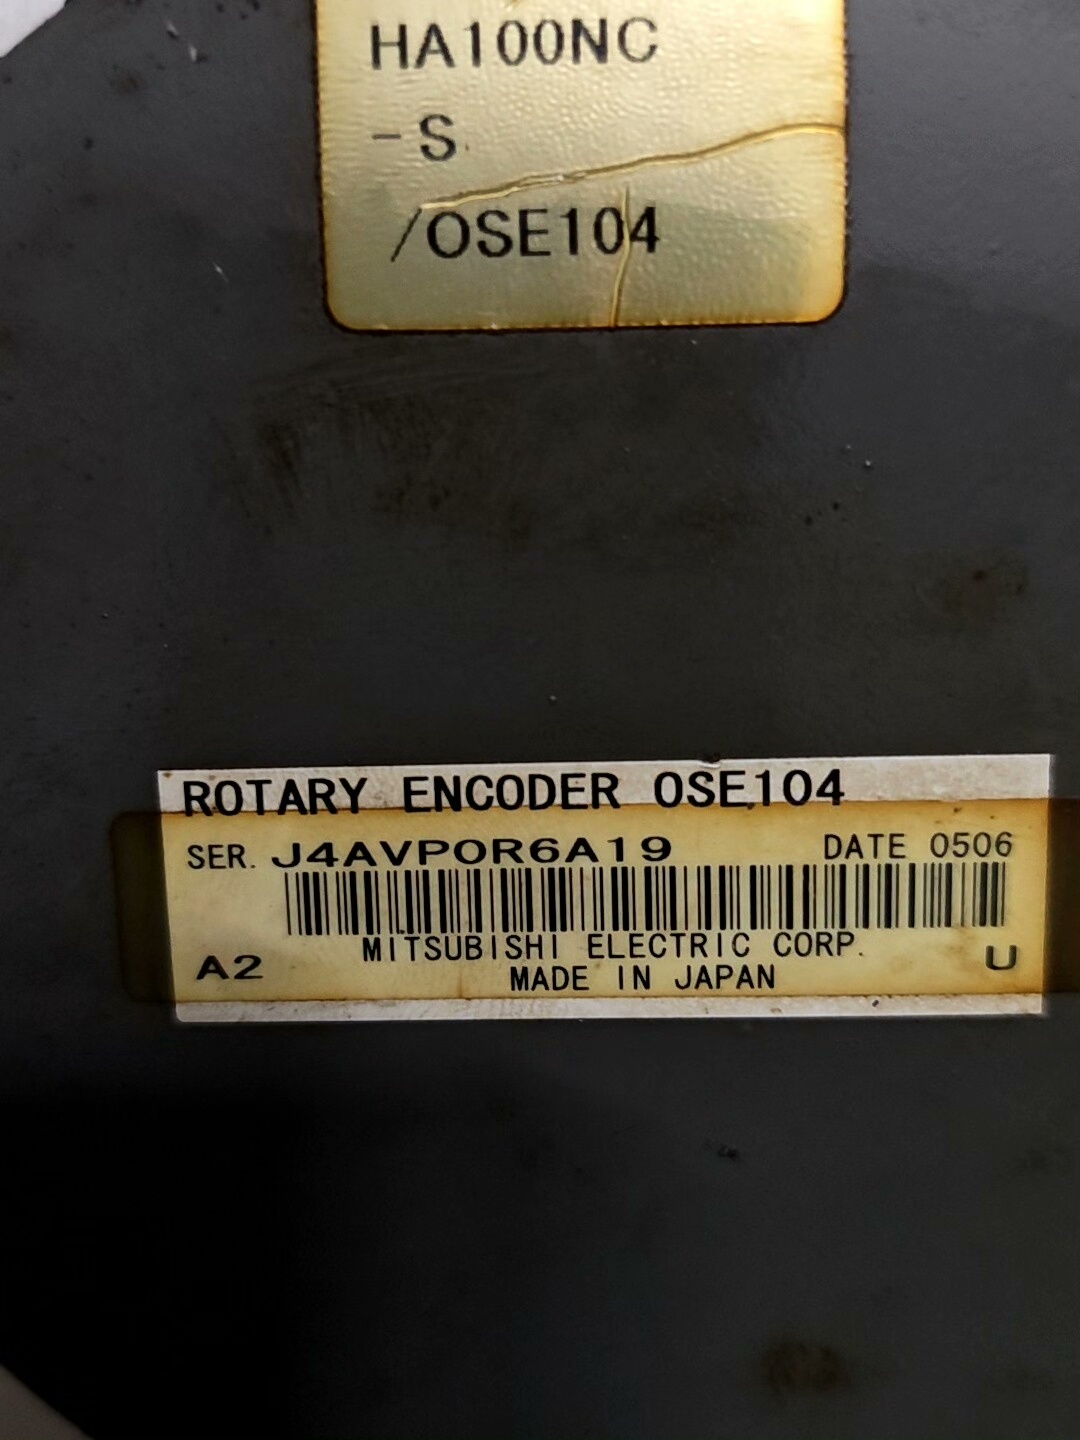 HA100NC
-S
/OSE104
ROTARY ENCODER OSE104
SER. J4AVP0R6A19 DATE 0506
MITSUBISHI ELECTRIC CORP.
A2 MADE IN JAPAN U